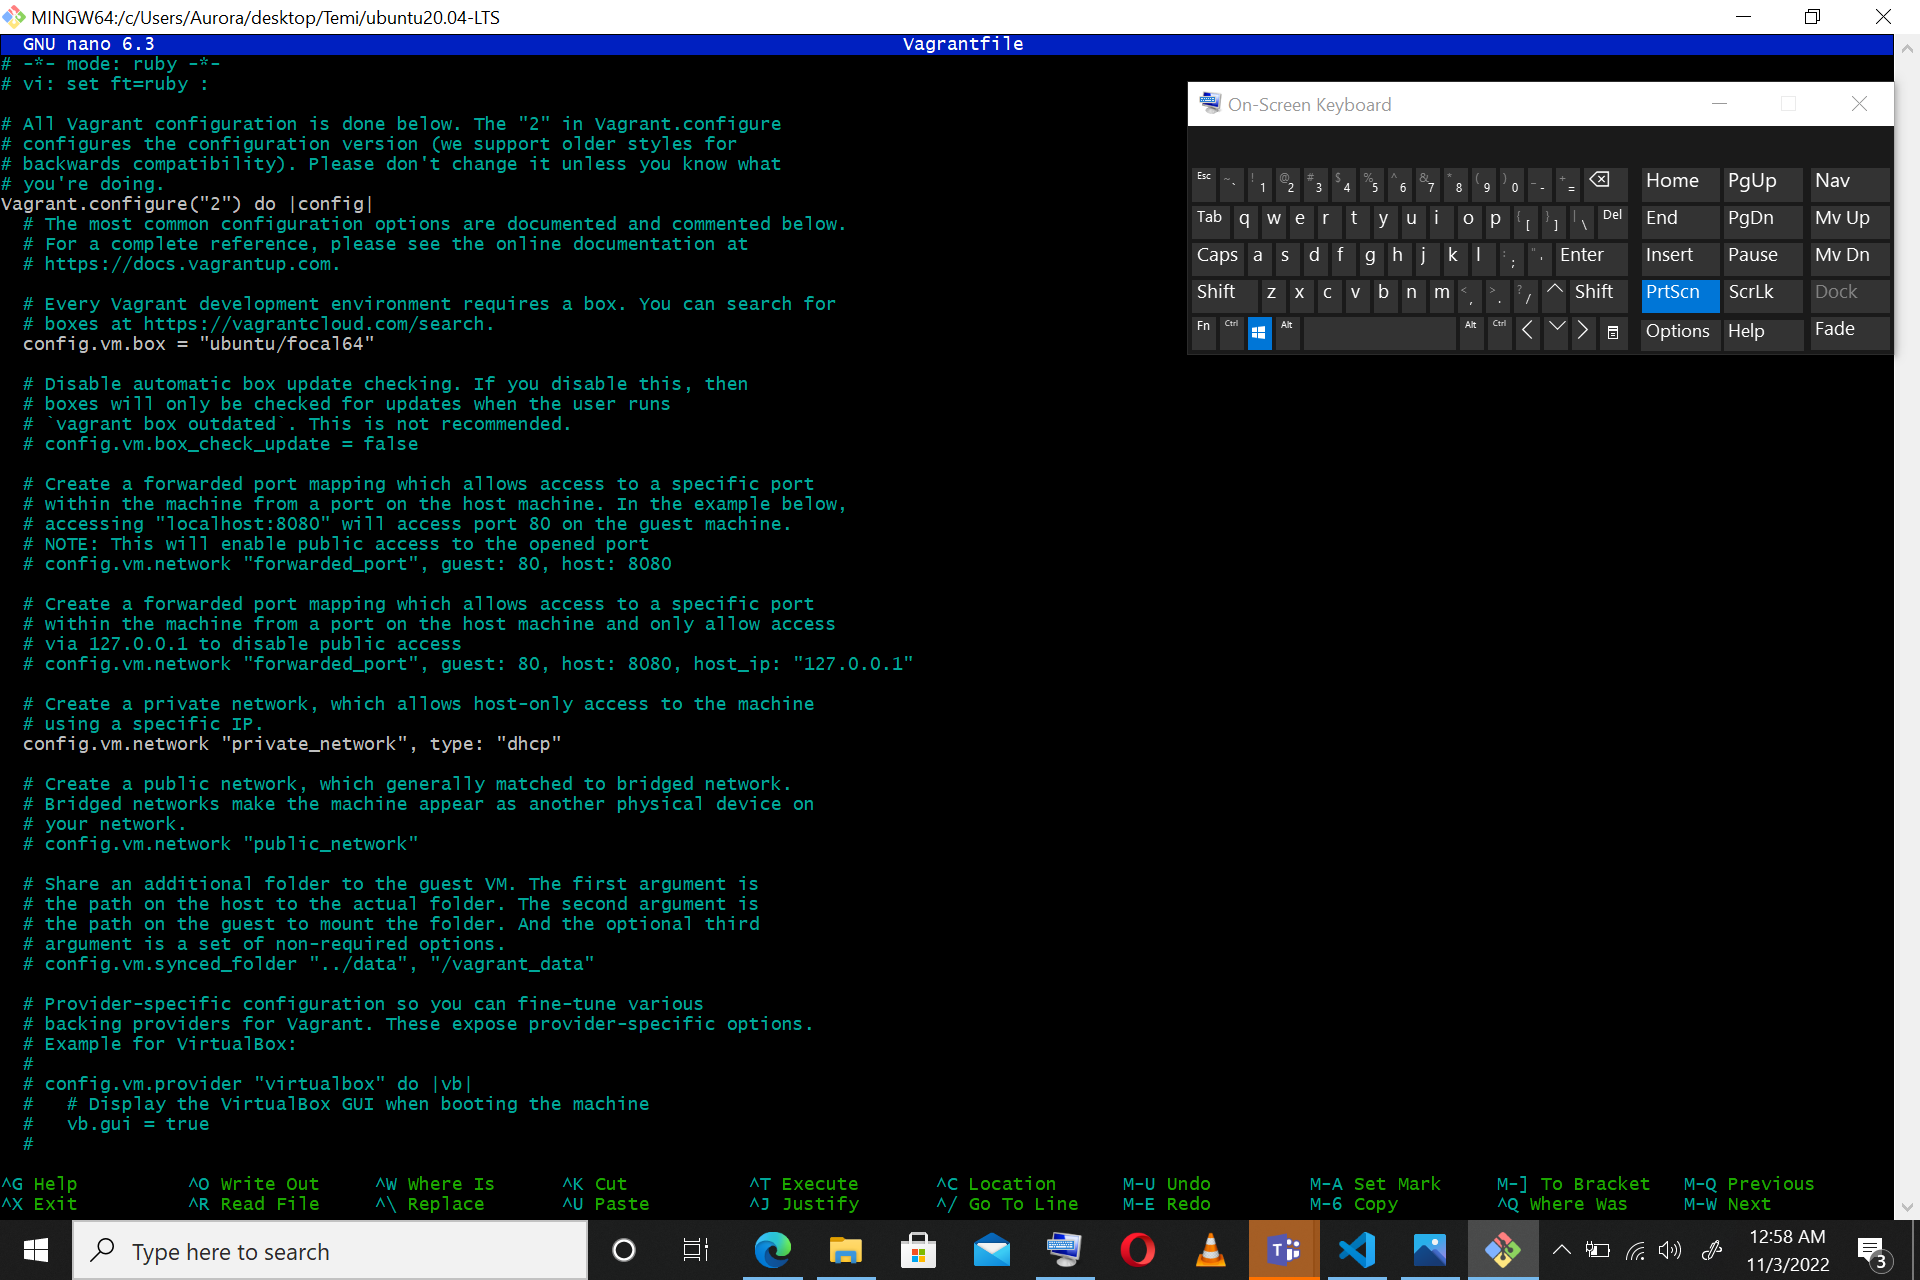 MINGW64:/c/Users/Aurora/desktop/Temi/ubuntu20.04-LTS
GNU nano 6.3 Vagrantfile
# -*- mode: ruby -*-
# vi: set ft=ruby :
# All Vagrant configuration is done below. The "2" in Vagrant.configure
# configures the configuration version (we support older styles for
# backwards compatibility). Please don't change it unless you know what
# you're doing.
Vagrant.configure("2") do |config|
# The most common configuration options are documented and commented below.
# For a complete reference, please see the online documentation at
# https://docs.vagrantup.com.
# Every Vagrant development environment requires a box. You can search for
# boxes at https://vagrantcloud.com/search.
config.vm.box = "ubuntu/focal64"
# Disable automatic box update checking. If you disable this, then
# boxes will only be checked for updates when the user runs
# `vagrant box outdated`. This is not recommended.
# config.vm.box_check_update = false
# Create a forwarded port mapping which allows access to a specific port
# within the machine from a port on the host machine. In the example below,
# accessing "localhost:8080" will access port 80 on the guest machine.
# NOTE: This will enable public access to the opened port
# config.vm.network "forwarded_port", guest: 80, host: 8080
# Create a forwarded port mapping which allows access to a specific port
# within the machine from a port on the host machine and only allow access
# via 127.0.0.1 to disable public access
# config.vm.network "forwarded_port", guest: 80, host: 8080, host_ip: "127.0.0.1"
# Create a private network, which allows host-only access to the machine
# using a specific IP.
config.vm.network "private_network", type: "dhcp"
# Create a public network, which generally matched to bridged network.
# Bridged networks make the machine appear as another physical device on
# your network.
# config.vm.network "public_network"
# Share an additional folder to the guest VM. The first argument is
# the path on the host to the actual folder. The second argument is
# the path on the guest to mount the folder. And the optional third
# argument is a set of non-required options.
# config.vm.synced_folder "../data", "/vagrant_data"
# Provider-specific configuration so you can fine-tune various
# backing providers for Vagrant. These expose provider-specific options.
# Example for VirtualBox:
#
# config.vm.provider "virtualbox" do |vb|
#   # Display the VirtualBox GUI when booting the machine
#   vb.gui = true
#
^G Help ^O Write Out ^W Where Is ^K Cut ^T Execute ^C Location M-U Undo M-A Set Mark M-] To Bracket M-Q Previous
^X Exit ^R Read File ^\ Replace ^U Paste ^J Justify ^/ Go To Line M-E Redo M-6 Copy ^Q Where Was M-W Next
On-Screen Keyboard
Esc ~ ` ! 1 @ 2 # 3 $ 4 % 5 ^ 6 & 7 * 8 ( 9 ) 0 _ - + = Home PgUp Nav
Tab q w e r t y u i o p { [ } ] | \ Del End PgDn Mv Up
Caps a s d f g h j k l : ; " ' Enter Insert Pause Mv Dn
Shift z x c v b n m < , > . ? / Shift PrtScn ScrLk Dock
Fn Ctrl Alt Alt Ctrl Options Help Fade
Type here to search
12:58 AM
11/3/2022
3